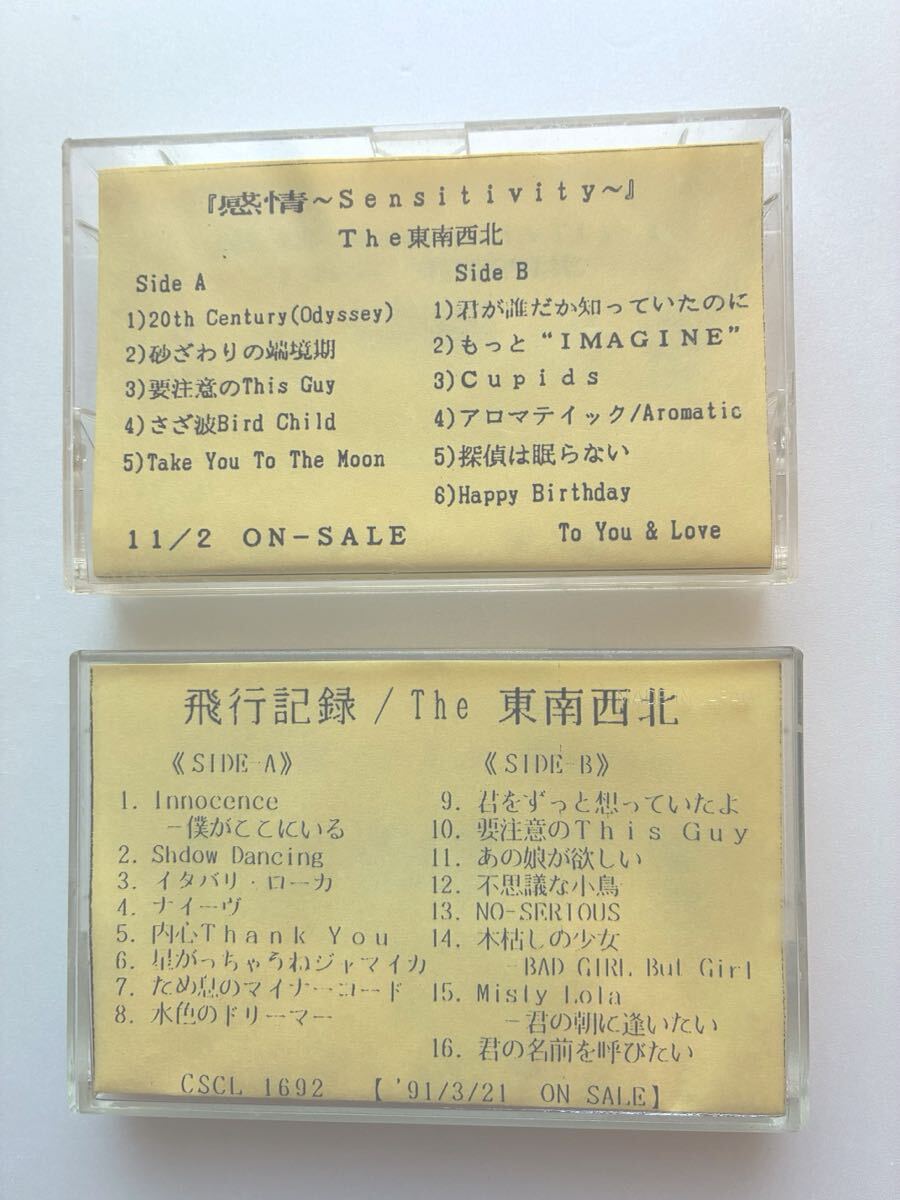 『感情～Sensitivity～』
The東南西北
Side A
1)20th Century(Odyssey)
2)砂ざわりの端境期
3)要注意のThis Guy
4)さざ波Bird Child
5)Take You To The Moon
11/2 ON-SALE
Side B
1)君が誰だか知っていたのに
2)もっと“IMAGINE”
3)Cupids
4)アロマテイック/Aromatic
5)探偵は眠らない
6)Happy Birthday
To You & Love
飛行記録/The 東南西北
《SIDE-A》
1. Innocence
-僕がここにいる
2. Shdow Dancing
3. イタバリ・ローカ
4. ナイーヴ
5. 内心Thank You
6. 星がっちゃうねジャマイカ
7. ため息のマイナーコード
8. 水色のドリーマー
《SIDE-B》
9. 君をずっと想っていたよ
10. 要注意のThis Guy
11. あの娘が欲しい
12. 不思議な小鳥
13. NO-SERIOUS
14. 木枯しの少女
-BAD GIRL But Girl
15. Misty Lola
-君の朝に逢いたい
16. 君の名前を呼びたい
CSCL 1692 【'91/3/21 ON SALE】